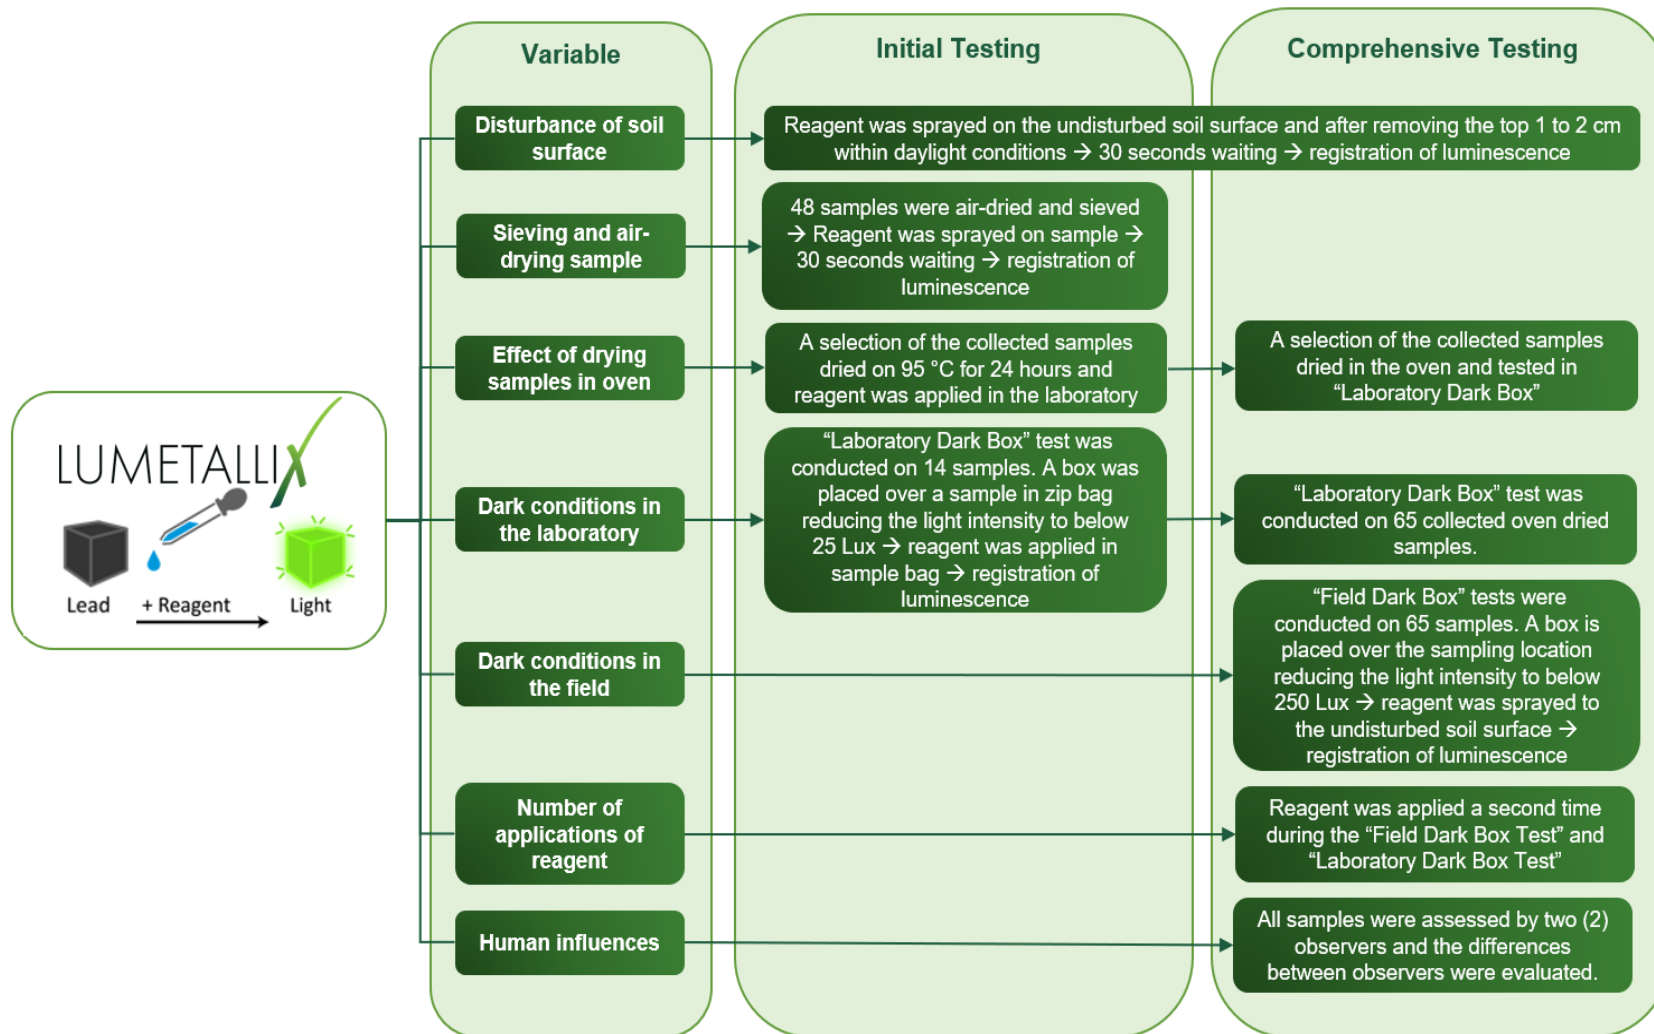 Variable
Initial Testing
Comprehensive Testing
Disturbance of soil
surface
Reagent was sprayed on the undisturbed soil surface and after removing the top 1 to 2 cm
within daylight conditions → 30 seconds waiting → registration of luminescence
Sieving and air-
drying sample
48 samples were air-dried and sieved
→ Reagent was sprayed on sample →
30 seconds waiting → registration of
luminescence
Effect of drying
samples in oven
A selection of the collected samples
dried on 95 °C for 24 hours and
reagent was applied in the laboratory
A selection of the collected samples
dried in the oven and tested in
“Laboratory Dark Box”
LUMETALLIX
Lead
+ Reagent
Light
Dark conditions in
the laboratory
“Laboratory Dark Box” test was
conducted on 14 samples. A box was
placed over a sample in zip bag
reducing the light intensity to below
25 Lux → reagent was applied in
sample bag → registration of
luminescence
“Laboratory Dark Box” test was
conducted on 65 collected oven dried
samples.
Dark conditions in
the field
“Field Dark Box” tests were
conducted on 65 samples. A box is
placed over the sampling location
reducing the light intensity to below
250 Lux → reagent was sprayed to
the undisturbed soil surface →
registration of luminescence
Number of
applications of
reagent
Reagent was applied a second time
during the “Field Dark Box Test” and
“Laboratory Dark Box Test”
Human influences
All samples were assessed by two (2)
observers and the differences
between observers were evaluated.